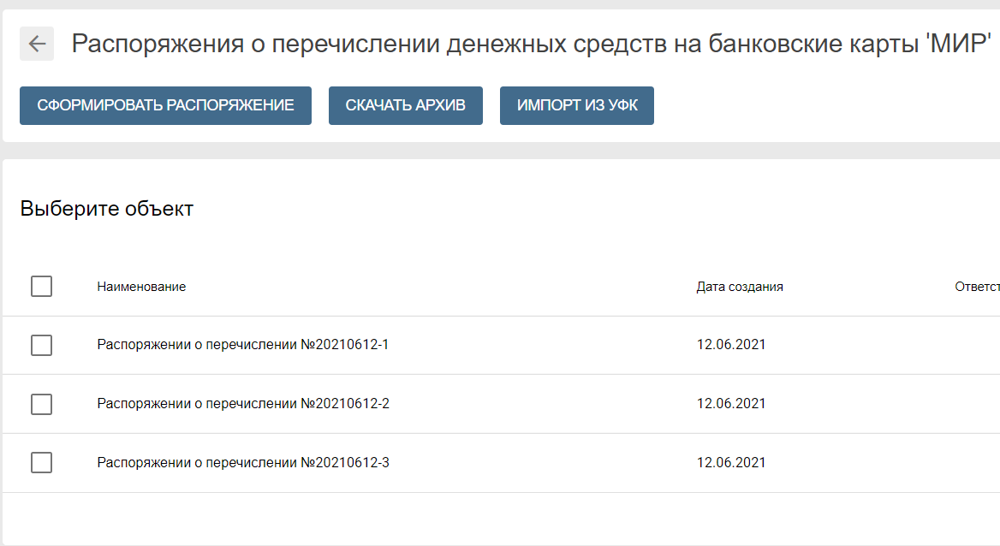 Распоряжения о перечислении денежных средств на банковские карты 'МИР'
СФОРМИРОВАТЬ РАСПОРЯЖЕНИЕ СКАЧАТЬ АРХИВ ИМПОРТ ИЗ УФК
Выберите объект
Наименование Дата создания Ответст
Распоряжении о перечислении №20210612-1 12.06.2021
Распоряжении о перечислении №20210612-2 12.06.2021
Распоряжении о перечислении №20210612-3 12.06.2021